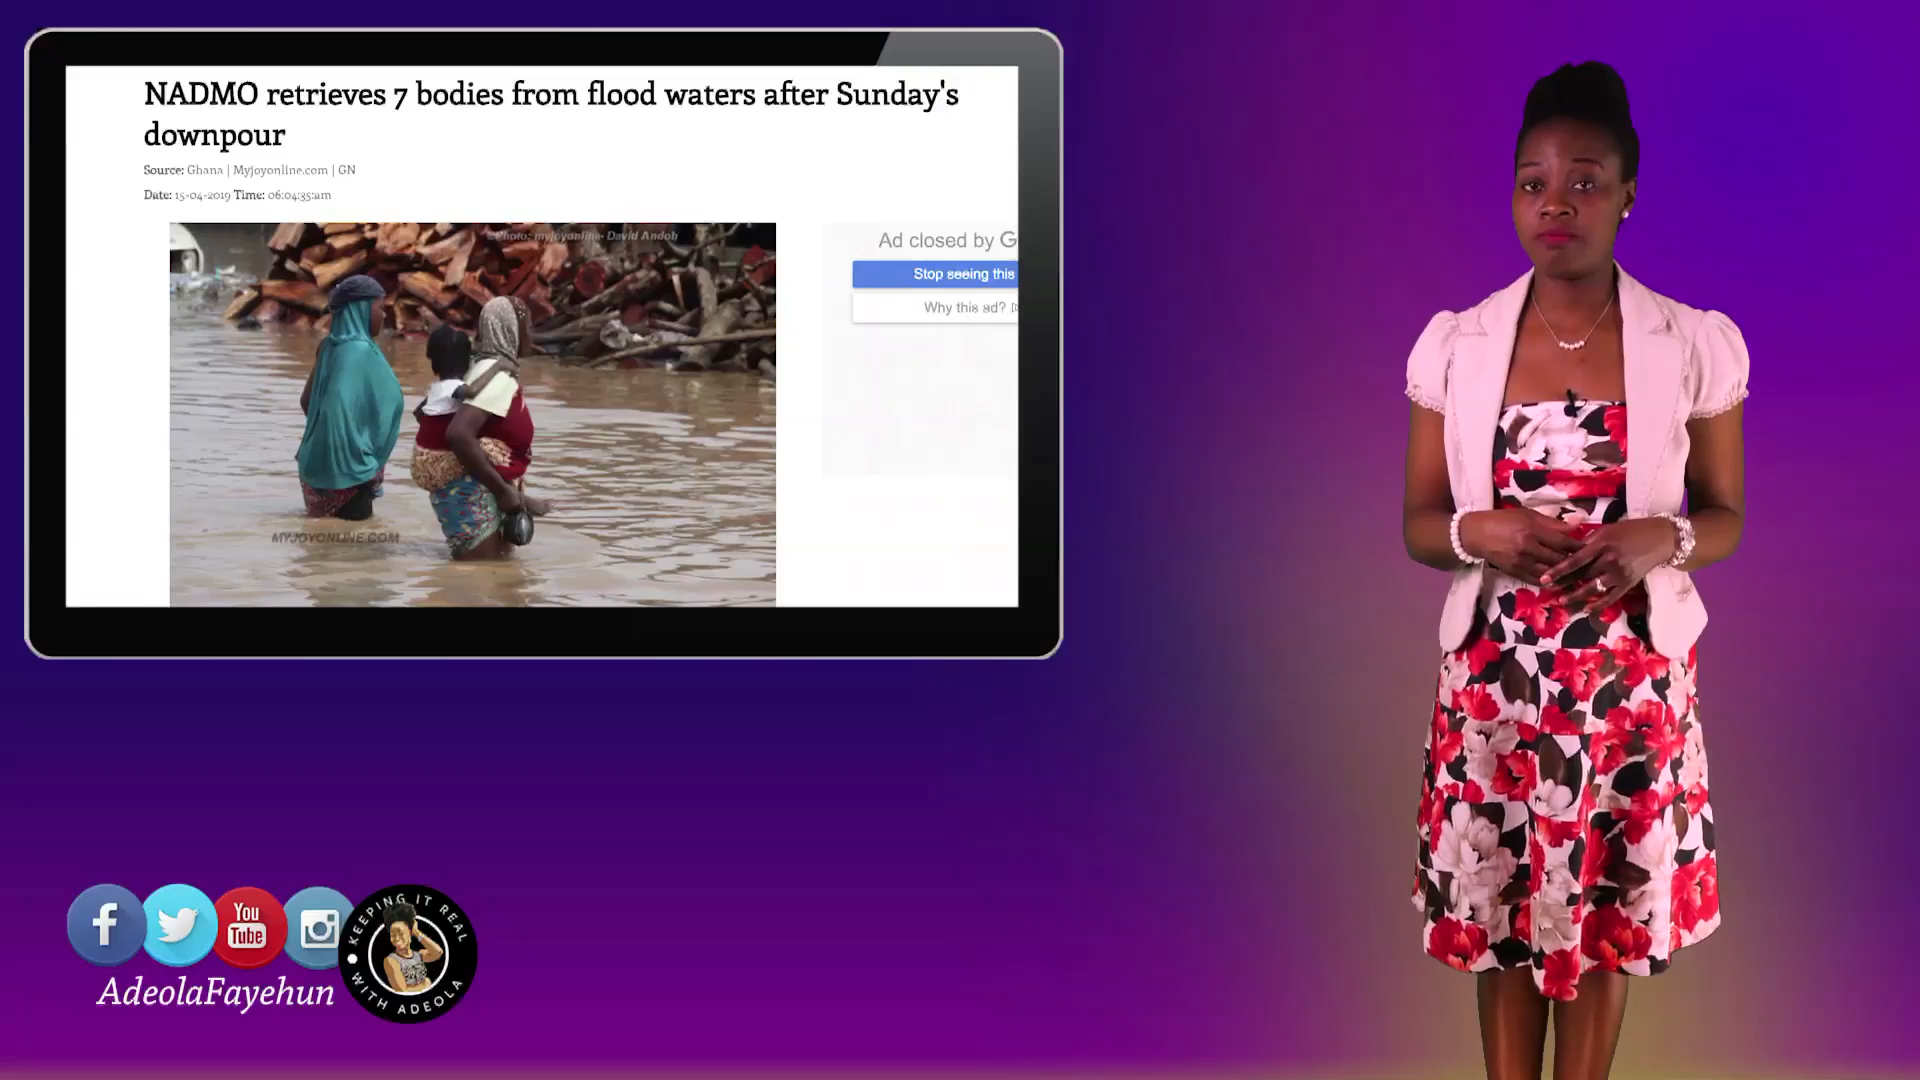 NADMO retrieves 7 bodies from flood waters after Sunday's
downpour
Source: Ghana | Myjoyonline.com | GN
Date: 15-04-2019 Time: 06:04:35:am
©Photo: myjoyonline- David Andoh
Ad closed by G
Stop seeing this
Why this ad?
MYJOYONLINE.COM
f
You
Tube
KEEPING IT REAL
WITH ADEOLA
AdeolaFayehun